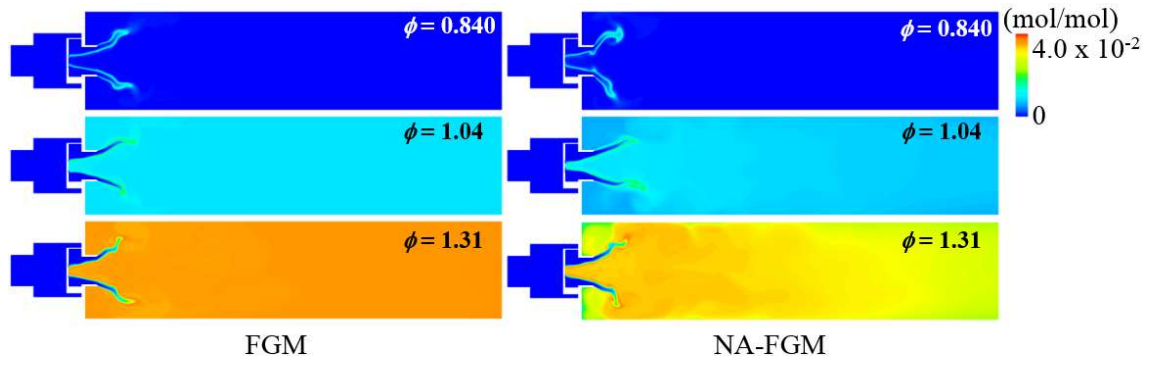 ϕ = 0.840
ϕ = 0.840
(mol/mol)
4.0 x 10⁻²
0
ϕ = 1.04
ϕ = 1.04
ϕ = 1.31
ϕ = 1.31
FGM
NA-FGM